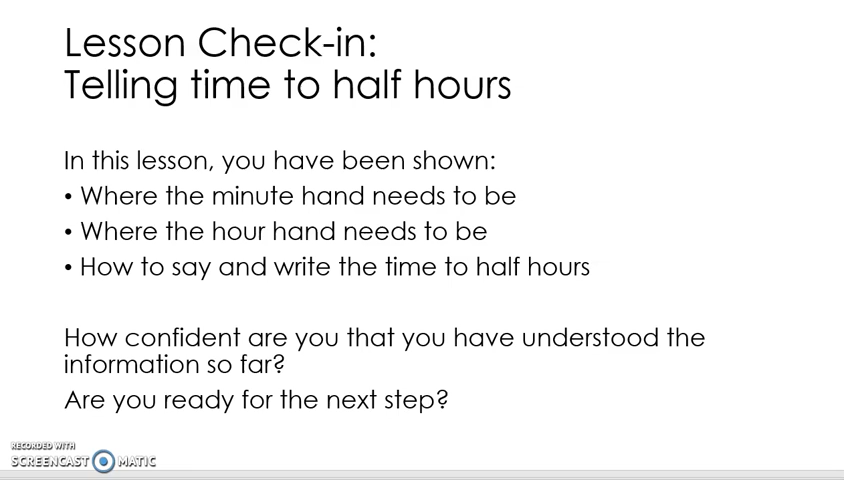 Lesson Check-in:
Telling time to half hours
In this lesson, you have been shown:
• Where the minute hand needs to be
• Where the hour hand needs to be
• How to say and write the time to half hours
How confident are you that you have understood the
information so far?
Are you ready for the next step?
RECORDED WITH
SCREENCAST MATIC